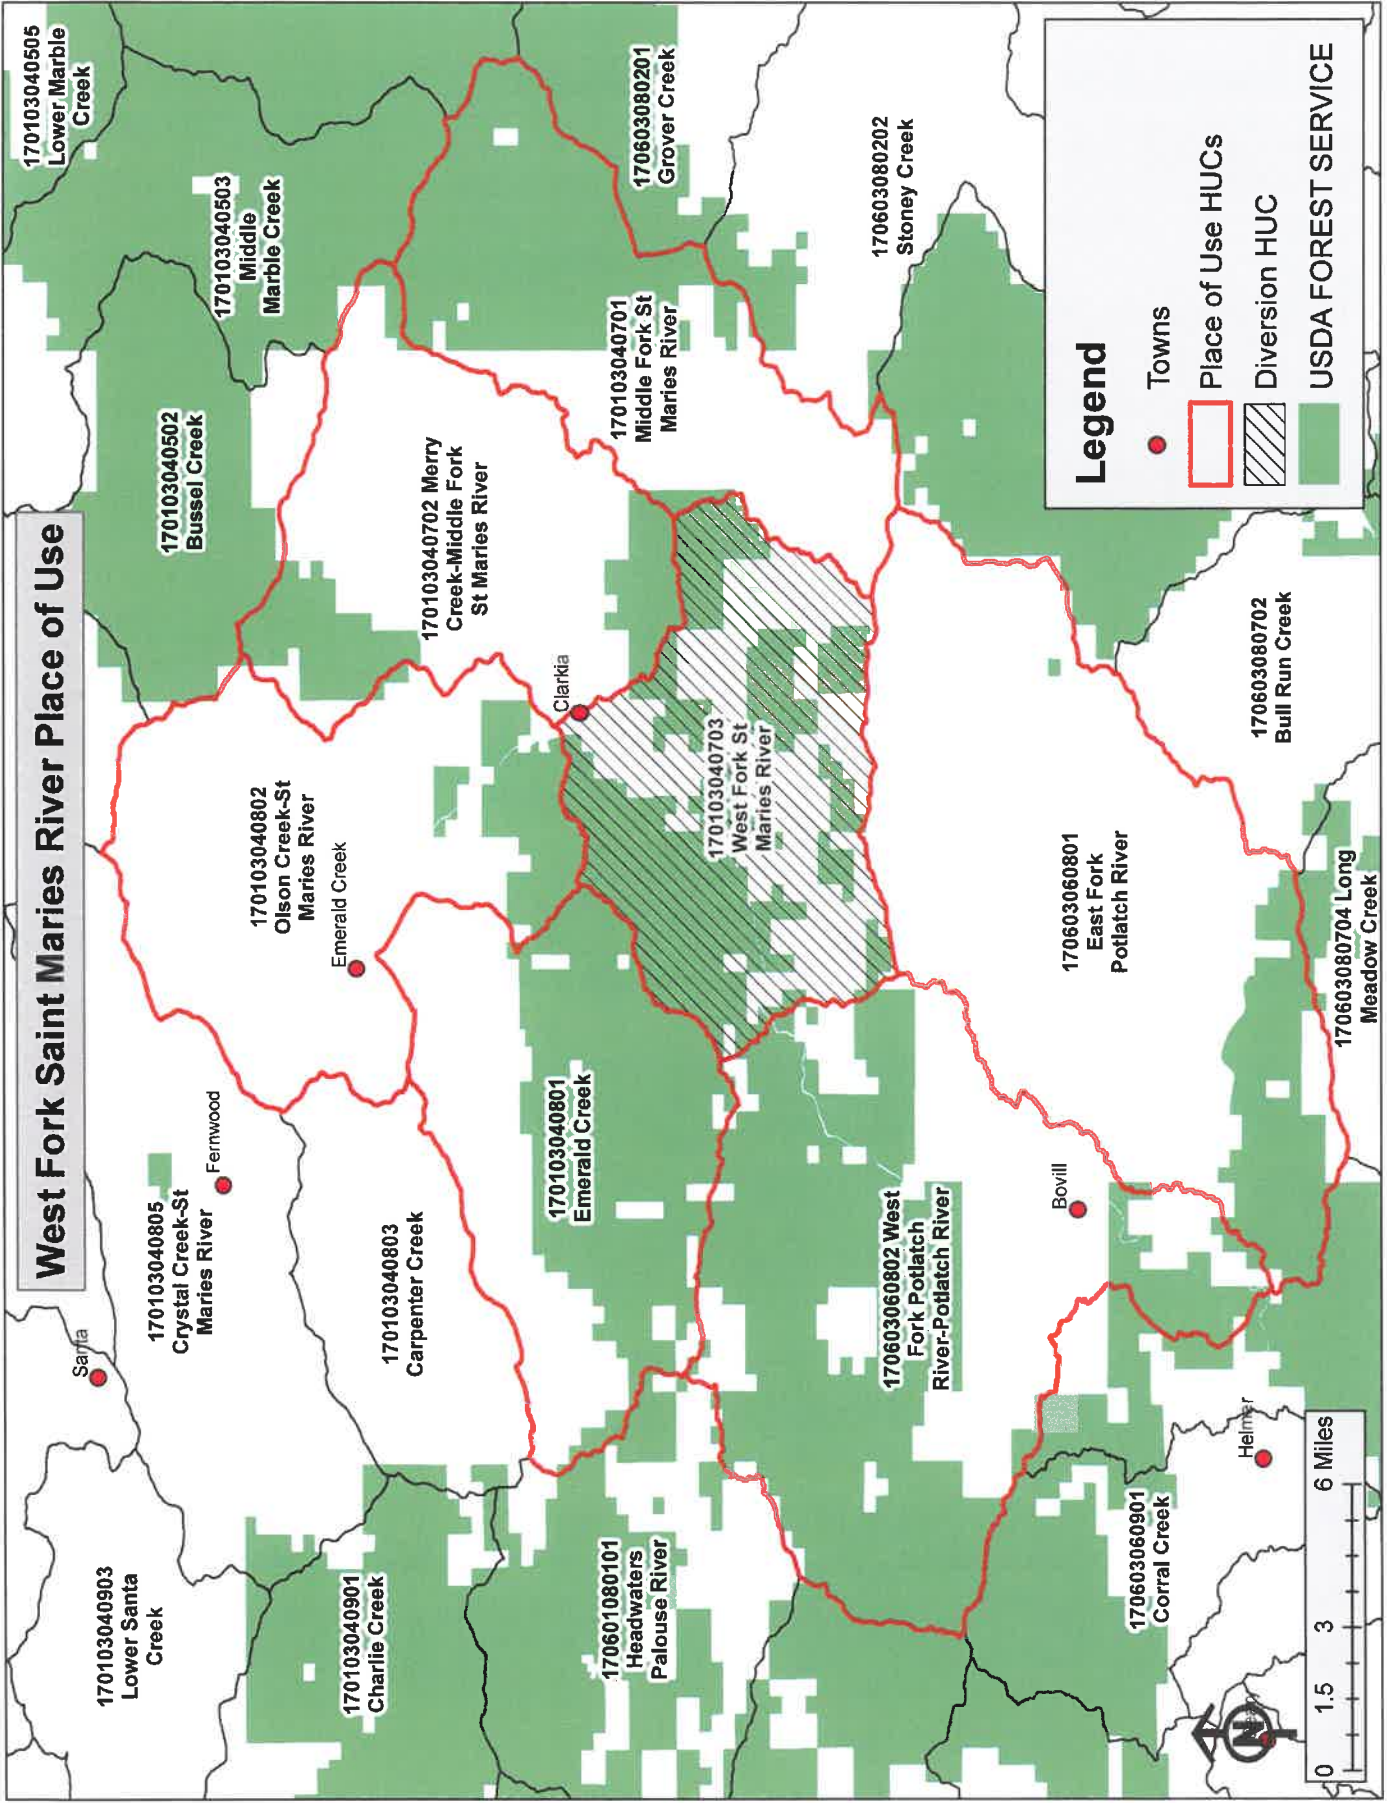 West Fork Saint Maries River Place of Use
Santa
170103040903
Lower Santa
Creek
170103040805
Crystal Creek-St
Maries River
Fernwood
170103040802
Olson Creek-St
Maries River
Emerald Creek
170103040502
Bussel Creek
170103040503
Middle
Marble Creek
170103040505
Lower Marble
Creek
170103040901
Charlie Creek
170103040803
Carpenter Creek
170103040702 Merry
Creek-Middle Fork
St Maries River
Clarkia
170103040801
Emerald Creek
170103040701
Middle Fork St
Maries River
170603080201
Grover Creek
170601080101
Headwaters
Palouse River
170103040703
West Fork St
Maries River
170603080202
Stoney Creek
170603060802 West
Fork Potlatch
River-Potlatch River
Bovill
170603060801
East Fork
Potlatch River
170603060901
Corral Creek
Helmer
170603080702
Bull Run Creek
170603080704 Long
Meadow Creek
Legend
Towns
Place of Use HUCs
Diversion HUC
USDA FOREST SERVICE
N
0 1.5 3 6 Miles